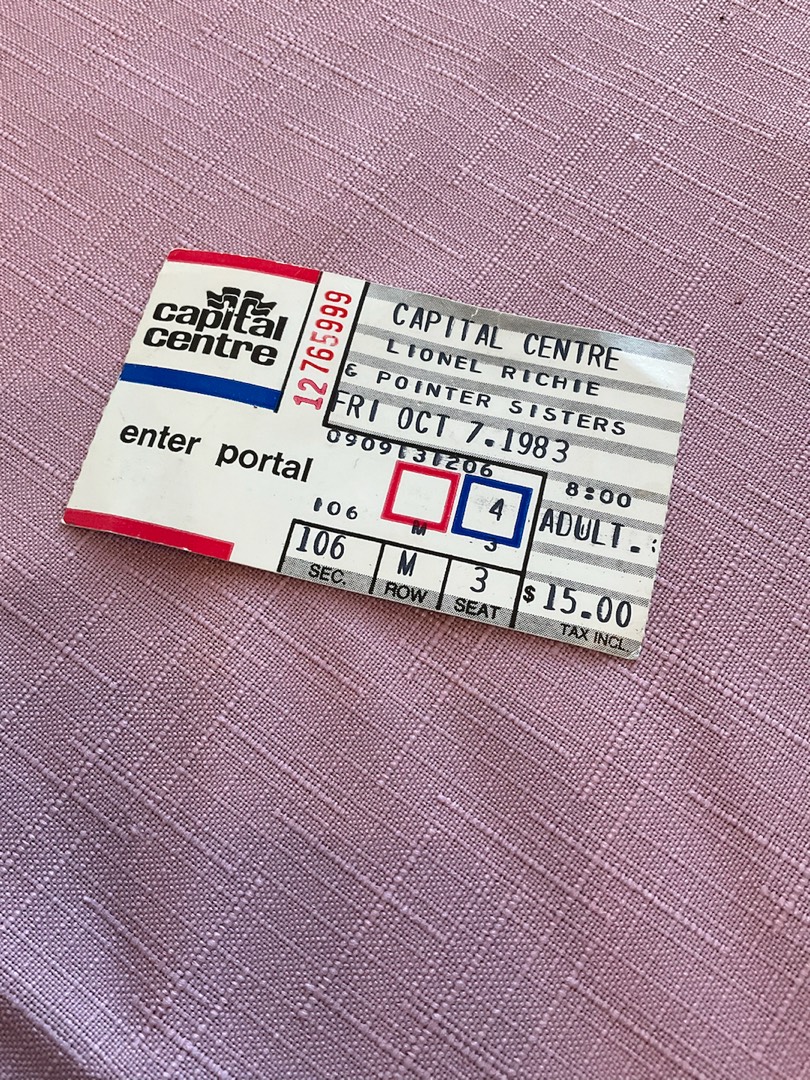 capital
centre
enter portal
12765999
CAPITAL CENTRE
LIONEL RICHIE
& POINTER SISTERS
FRI OCT 7.1983
0909131206
8:00
106
4
ADULT.
M
3
106
M
3
SEC.
ROW
SEAT
$15.00
TAX INCL.